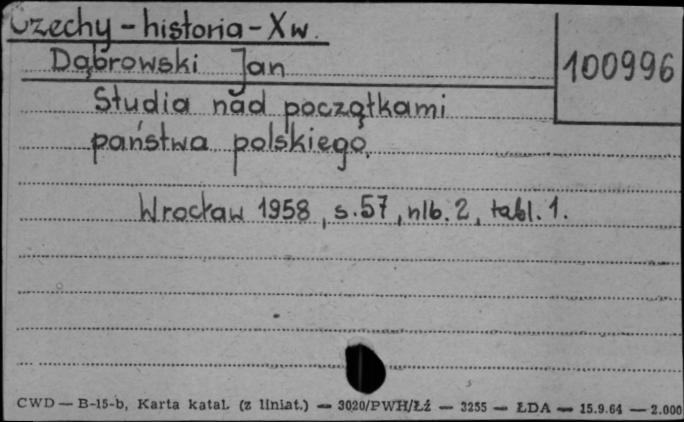 Czechy - historia - X w.
Dąbrowski Jan
100996
Studia nad początkami
państwa polskiego.
Wrocław 1958, s. 57, nlb. 2, tabl. 1.
CWD — B-15-b, Karta katal. (z liniat.) — 3020/PWH/Łź — 3255 — ŁDA — 15.9.64 — 2.000